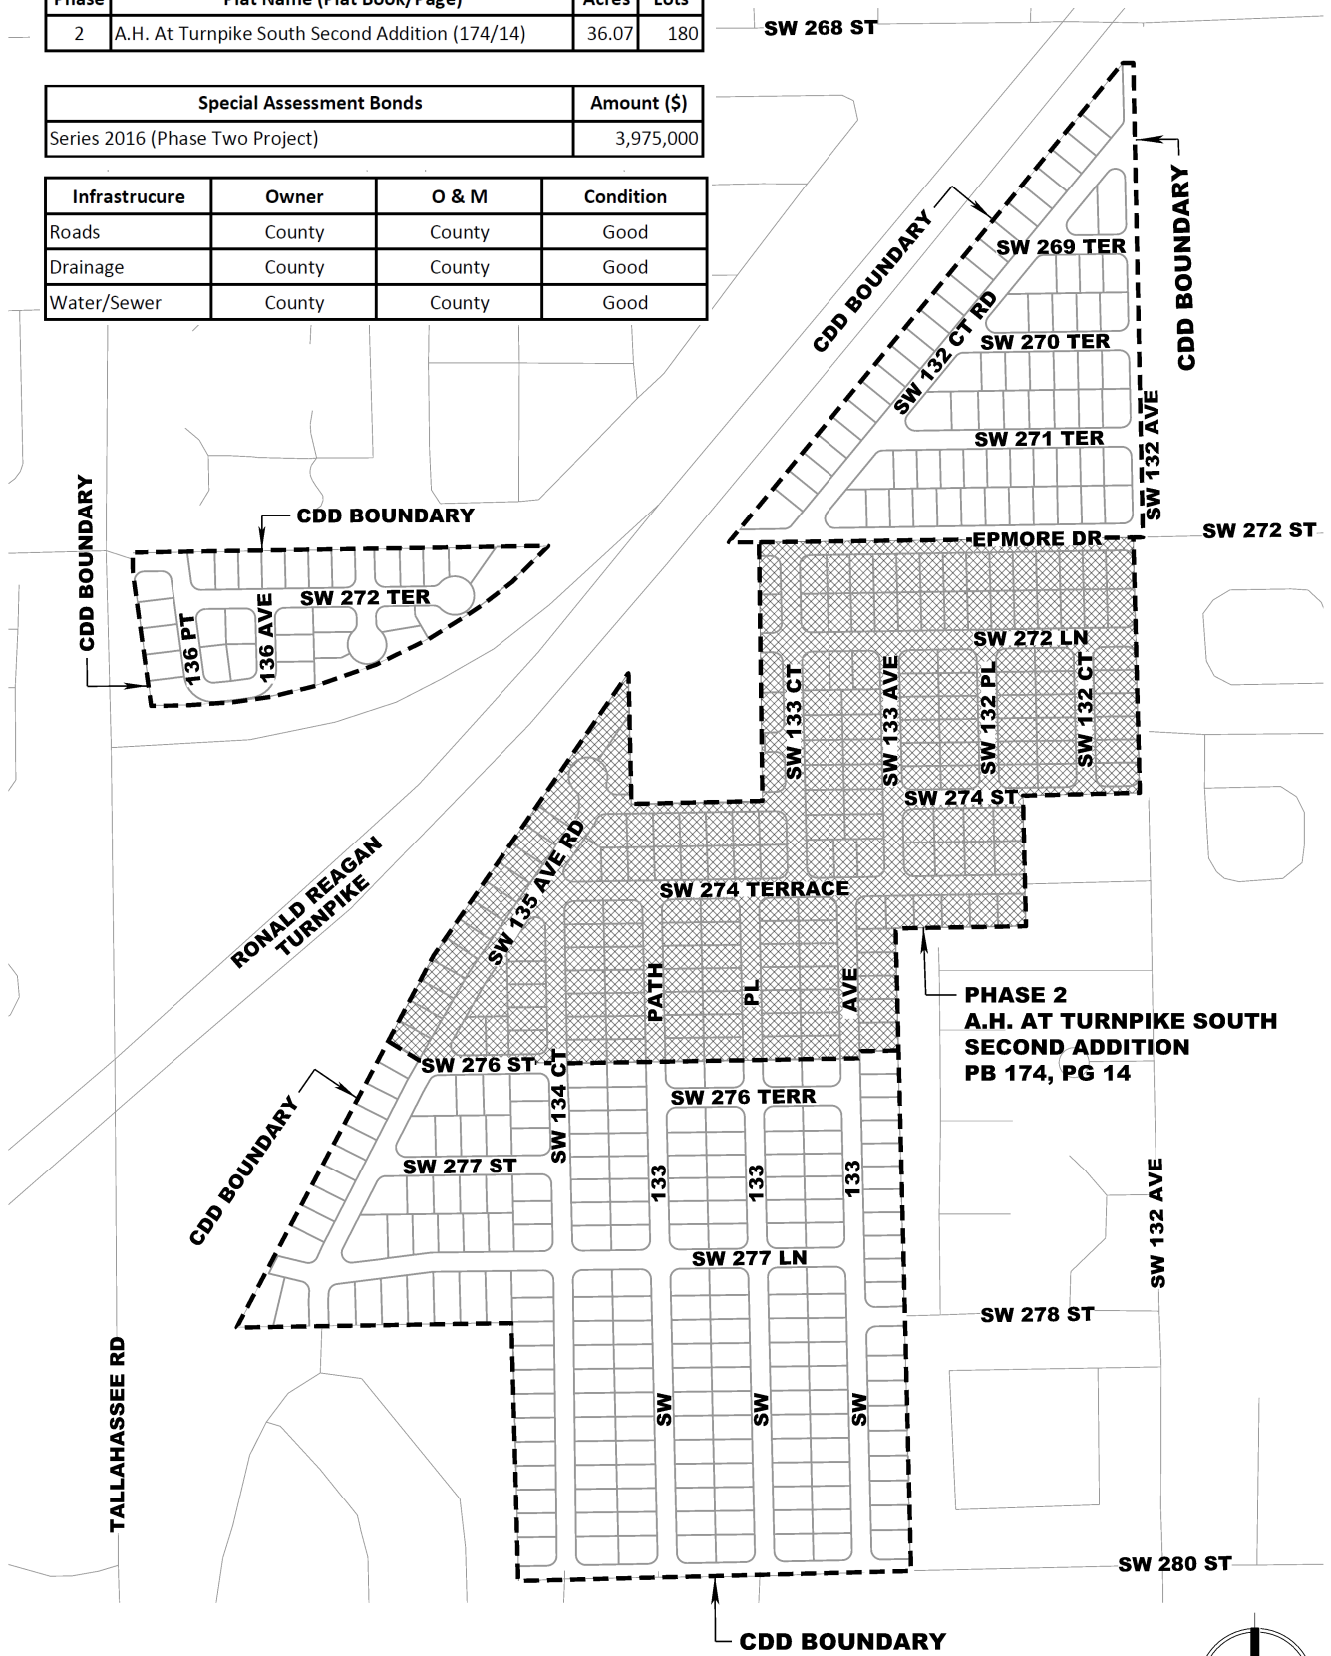 Phase Plat Name (Plat Book/Page) Acres Lots
2 A.H. At Turnpike South Second Addition (174/14) 36.07 180
Special Assessment Bonds Amount ($)
Series 2016 (Phase Two Project) 3,975,000
Infrastrucure Owner O & M Condition
Roads County County Good
Drainage County County Good
Water/Sewer County County Good
SW 268 ST
CDD BOUNDARY
CDD BOUNDARY
SW 269 TER
SW 132 CT RD
SW 270 TER
SW 271 TER
SW 132 AVE
SW 272 ST
EPMORE DR
CDD BOUNDARY
CDD BOUNDARY
SW 272 TER
136 PT
136 AVE
SW 272 LN
SW 133 CT
SW 133 AVE
SW 132 PL
SW 132 CT
SW 274 ST
SW 135 AVE RD
SW 274 TERRACE
RONALD REAGAN
TURNPIKE
PATH
PL
AVE
PHASE 2
A.H. AT TURNPIKE SOUTH
SECOND ADDITION
PB 174, PG 14
SW 276 ST
SW 134 CT
SW 276 TERR
CDD BOUNDARY
SW 277 ST
133
133
133
SW 132 AVE
SW 277 LN
SW 278 ST
TALLAHASSEE RD
SW
SW
SW
SW 280 ST
CDD BOUNDARY